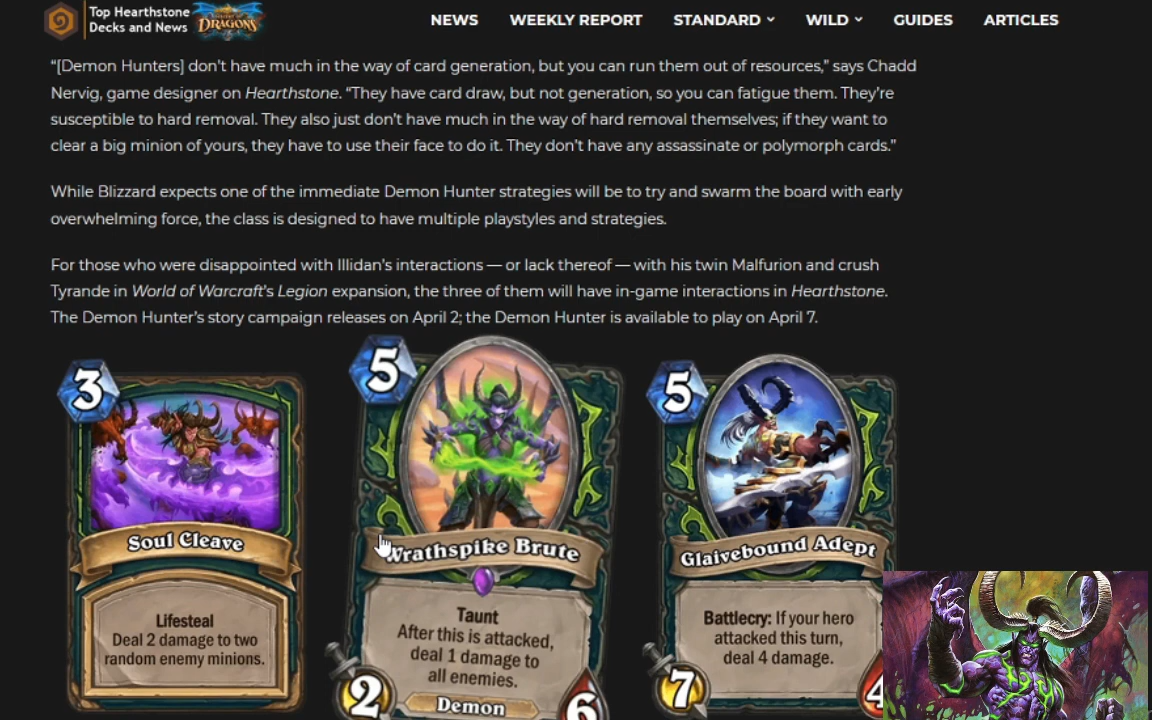 Top Hearthstone
Decks and News
DRAGONS
NEWS WEEKLY REPORT STANDARD WILD GUIDES ARTICLES
“[Demon Hunters] don’t have much in the way of card generation, but you can run them out of resources,” says Chadd
Nervig, game designer on Hearthstone. “They have card draw, but not generation, so you can fatigue them. They’re
susceptible to hard removal. They also just don’t have much in the way of hard removal themselves; if they want to
clear a big minion of yours, they have to use their face to do it. They don’t have any assassinate or polymorph cards.”
While Blizzard expects one of the immediate Demon Hunter strategies will be to try and swarm the board with early
overwhelming force, the class is designed to have multiple playstyles and strategies.
For those who were disappointed with Illidan’s interactions — or lack thereof — with his twin Malfurion and crush
Tyrande in World of Warcraft’s Legion expansion, the three of them will have in-game interactions in Hearthstone.
The Demon Hunter’s story campaign releases on April 2; the Demon Hunter is available to play on April 7.
3
Soul Cleave
Lifesteal
Deal 2 damage to two
random enemy minions.
5
Wrathspike Brute
Taunt
After this is attacked,
deal 1 damage to
all enemies.
2
Demon
6
5
Glaivebound Adept
Battlecry: If your hero
attacked this turn,
deal 4 damage.
7
4